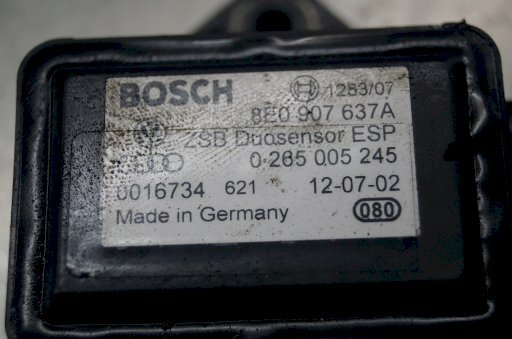 BOSCH 1283/07
8E0 907 637A
ZSB Duosensor ESP
0 265 005 245
0016734 621 12-07-02
Made in Germany 080